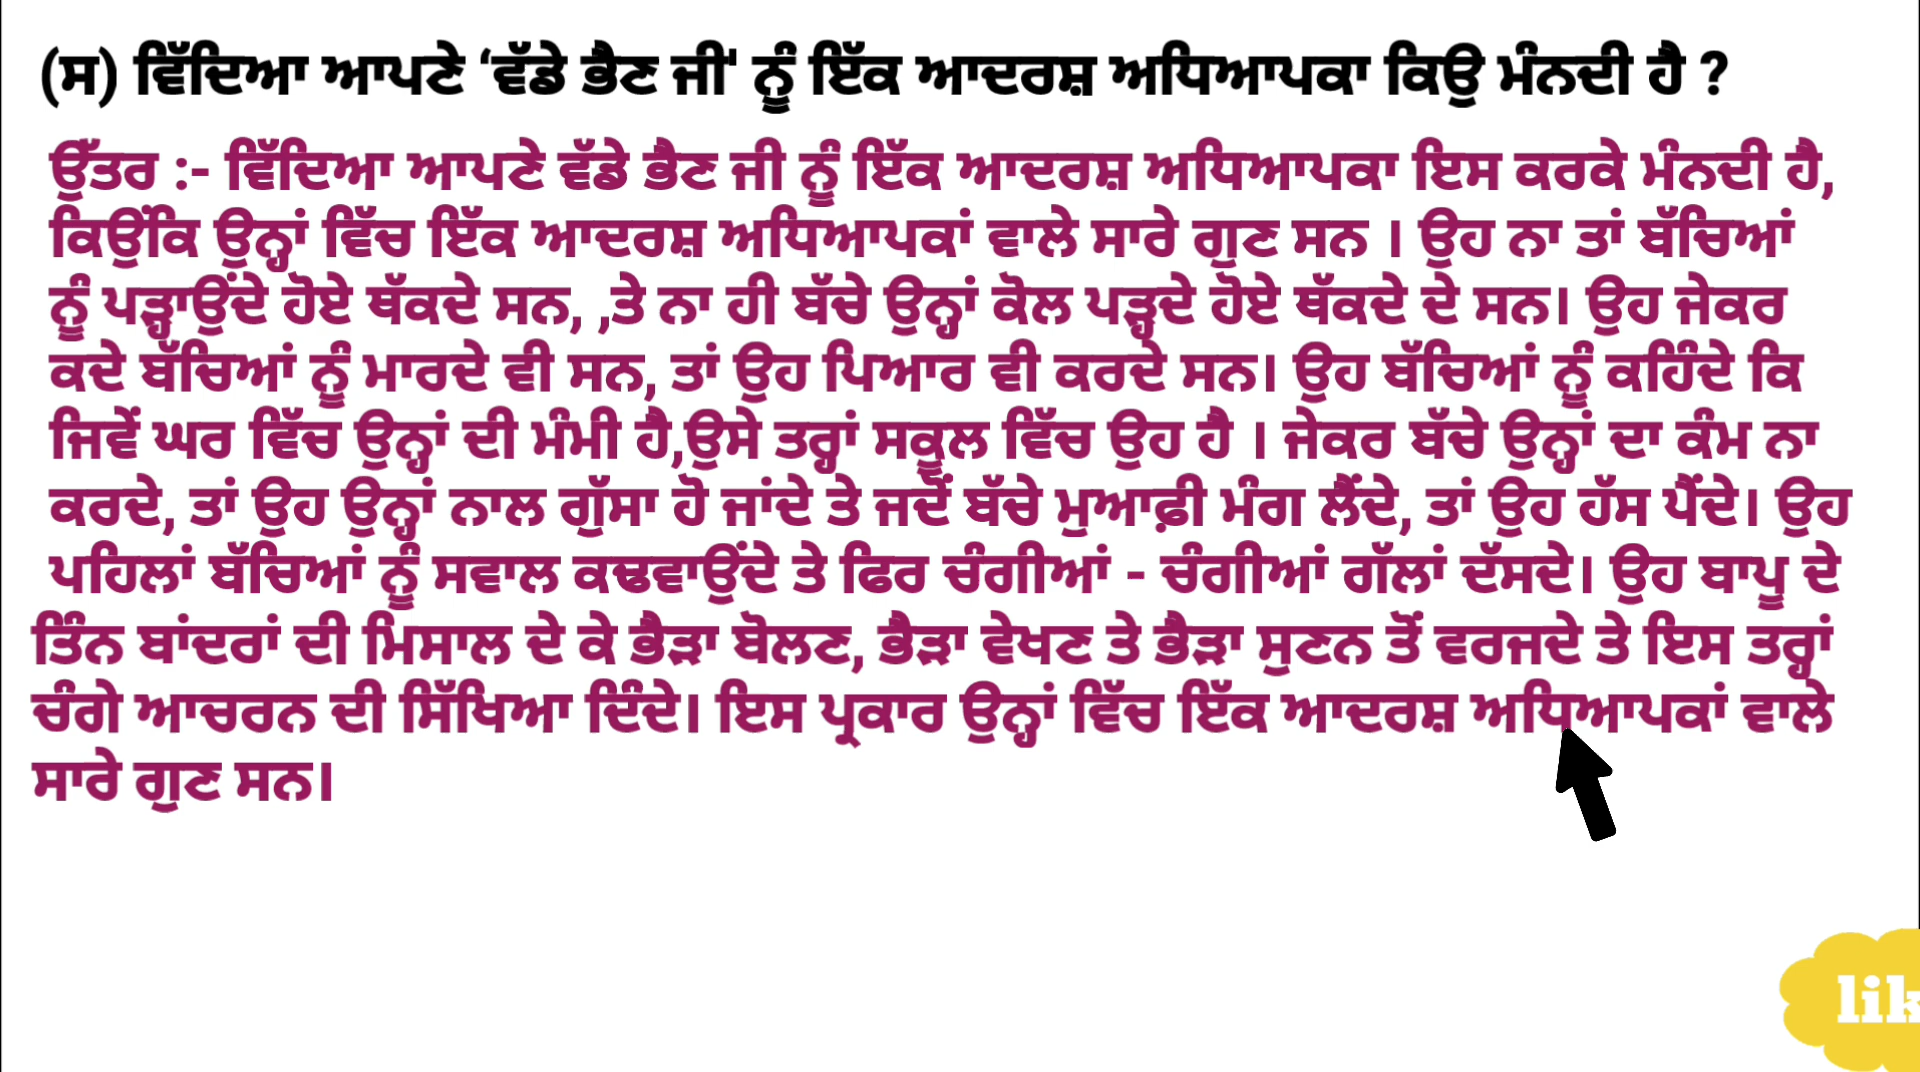 (ਸ) ਵਿੱਦਿਆ ਆਪਣੇ ‘ਵੱਡੇ ਭੈਣ ਜੀ' ਨੂੰ ਇੱਕ ਆਦਰਸ਼ ਅਧਿਆਪਕਾ ਕਿਉ ਮੰਨਦੀ ਹੈ ?
ਉੱਤਰ :- ਵਿੱਦਿਆ ਆਪਣੇ ਵੱਡੇ ਭੈਣ ਜੀ ਨੂੰ ਇੱਕ ਆਦਰਸ਼ ਅਧਿਆਪਕਾ ਇਸ ਕਰਕੇ ਮੰਨਦੀ ਹੈ,
ਕਿਉਂਕਿ ਉਨ੍ਹਾਂ ਵਿੱਚ ਇੱਕ ਆਦਰਸ਼ ਅਧਿਆਪਕਾਂ ਵਾਲੇ ਸਾਰੇ ਗੁਣ ਸਨ । ਉਹ ਨਾ ਤਾਂ ਬੱਚਿਆਂ
ਨੂੰ ਪੜ੍ਹਾਉਂਦੇ ਹੋਏ ਥੱਕਦੇ ਸਨ, ,ਤੇ ਨਾ ਹੀ ਬੱਚੇ ਉਨ੍ਹਾਂ ਕੋਲ ਪੜ੍ਹਦੇ ਹੋਏ ਥੱਕਦੇ ਦੇ ਸਨ। ਉਹ ਜੇਕਰ
ਕਦੇ ਬੱਚਿਆਂ ਨੂੰ ਮਾਰਦੇ ਵੀ ਸਨ, ਤਾਂ ਉਹ ਪਿਆਰ ਵੀ ਕਰਦੇ ਸਨ। ਉਹ ਬੱਚਿਆਂ ਨੂੰ ਕਹਿੰਦੇ ਕਿ
ਜਿਵੇਂ ਘਰ ਵਿੱਚ ਉਨ੍ਹਾਂ ਦੀ ਮੰਮੀ ਹੈ,ਉਸੇ ਤਰ੍ਹਾਂ ਸਕੂਲ ਵਿੱਚ ਉਹ ਹੈ । ਜੇਕਰ ਬੱਚੇ ਉਨ੍ਹਾਂ ਦਾ ਕੰਮ ਨਾ
ਕਰਦੇ, ਤਾਂ ਉਹ ਉਨ੍ਹਾਂ ਨਾਲ ਗੁੱਸਾ ਹੋ ਜਾਂਦੇ ਤੇ ਜਦੋਂ ਬੱਚੇ ਮੁਆਫ਼ੀ ਮੰਗ ਲੈਂਦੇ, ਤਾਂ ਉਹ ਹੱਸ ਪੈਂਦੇ। ਉਹ
ਪਹਿਲਾਂ ਬੱਚਿਆਂ ਨੂੰ ਸਵਾਲ ਕਢਵਾਉਂਦੇ ਤੇ ਫਿਰ ਚੰਗੀਆਂ - ਚੰਗੀਆਂ ਗੱਲਾਂ ਦੱਸਦੇ। ਉਹ ਬਾਪੂ ਦੇ
ਤਿੰਨ ਬਾਂਦਰਾਂ ਦੀ ਮਿਸਾਲ ਦੇ ਕੇ ਭੈੜਾ ਬੋਲਣ, ਭੈੜਾ ਵੇਖਣ ਤੇ ਭੈੜਾ ਸੁਣਨ ਤੋਂ ਵਰਜਦੇ ਤੇ ਇਸ ਤਰ੍ਹਾਂ
ਚੰਗੇ ਆਚਰਨ ਦੀ ਸਿੱਖਿਆ ਦਿੰਦੇ। ਇਸ ਪ੍ਰਕਾਰ ਉਨ੍ਹਾਂ ਵਿੱਚ ਇੱਕ ਆਦਰਸ਼ ਅਧਿਆਪਕਾਂ ਵਾਲੇ
ਸਾਰੇ ਗੁਣ ਸਨ।